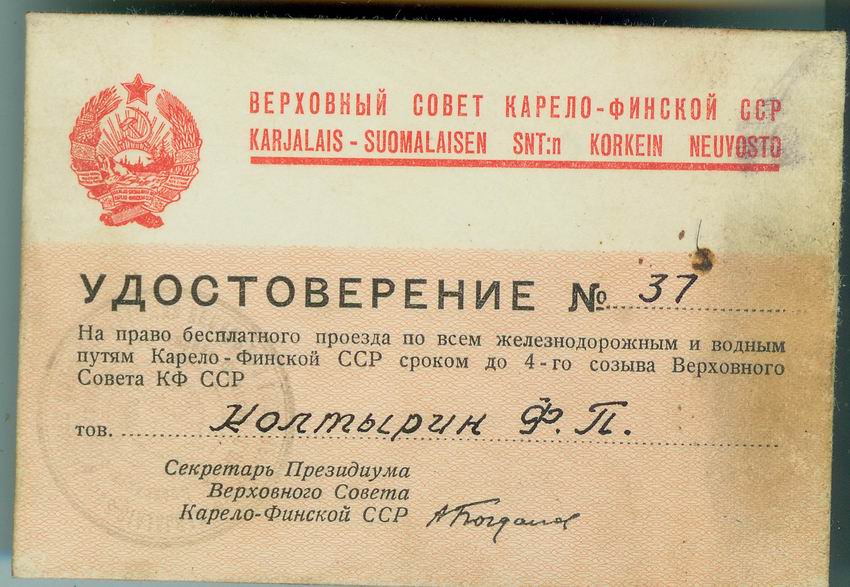 ВЕРХОВНЫЙ СОВЕТ КАРЕЛО-ФИНСКОЙ ССР
KARJALAIS-SUOMALAISEN SNT:n KORKEIN NEUVOSTO
УДОСТОВЕРЕНИЕ № 37
На право бесплатного проезда по всем железнодорожным и водным
путям Карело-Финской ССР сроком до 4-го созыва Верховного
Совета КФ ССР
тов. Колтырин Ф.П.
Секретарь Президиума
Верховного Совета
Карело-Финской ССР